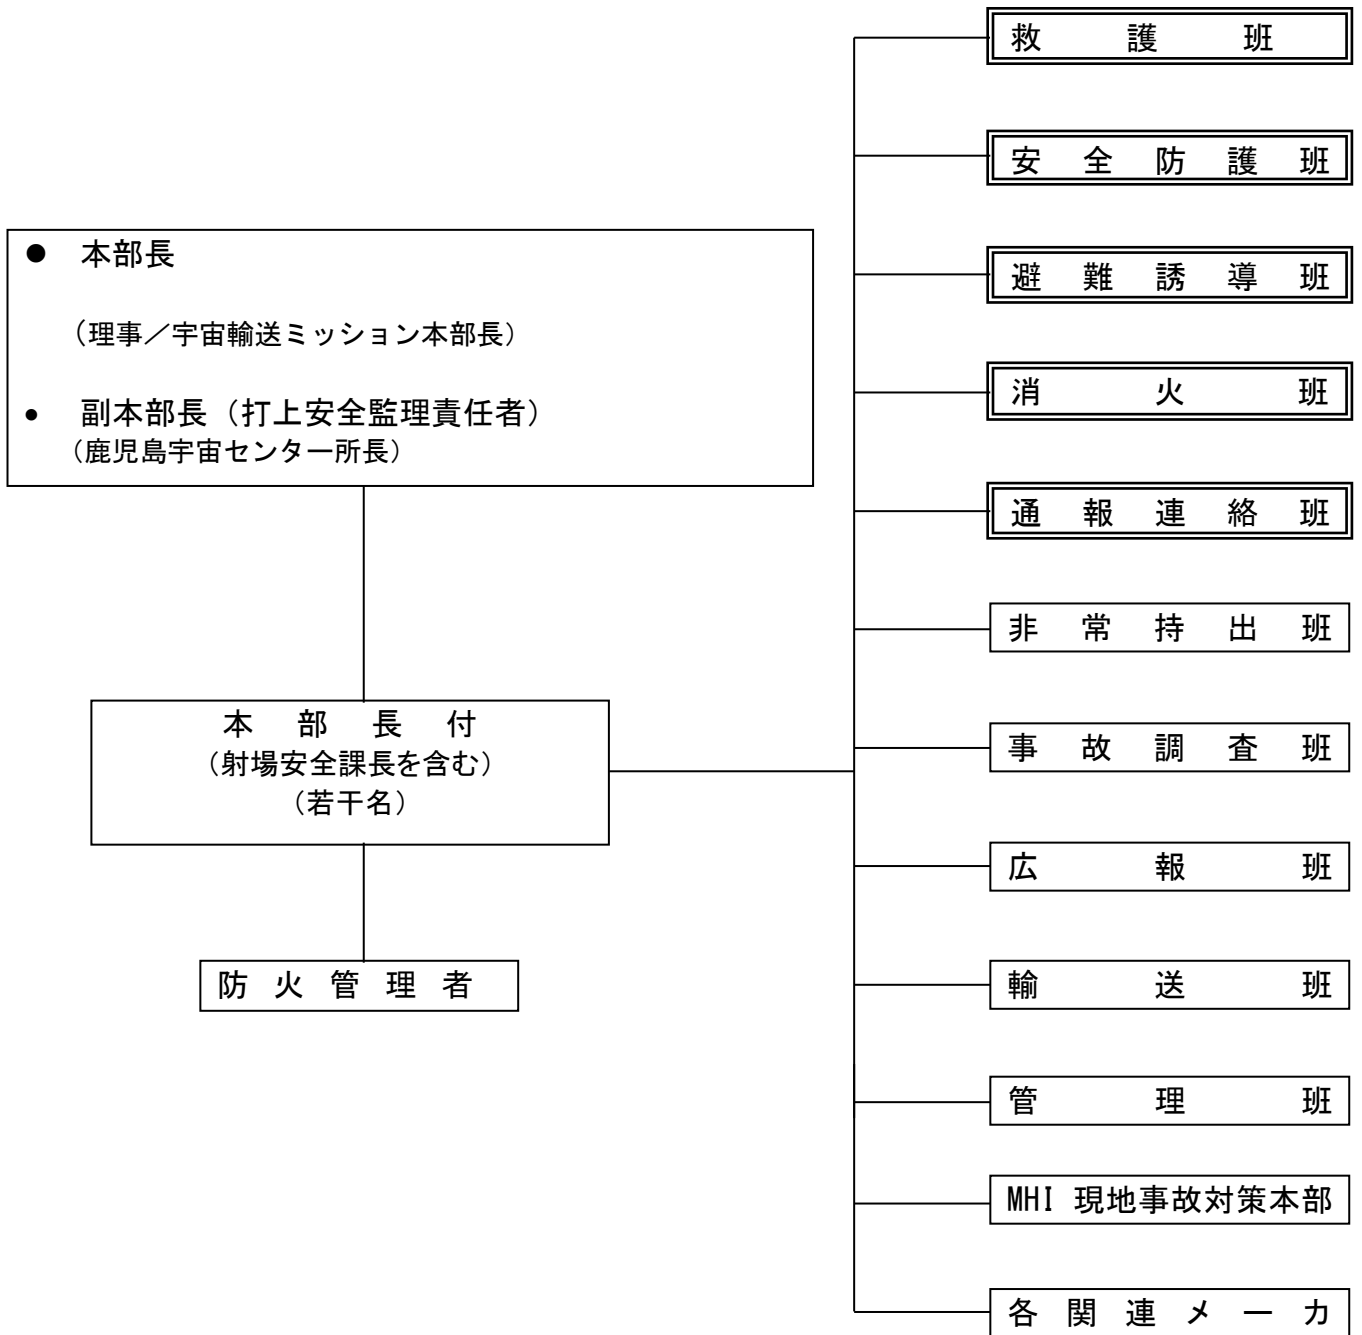 ● 本部長
(理事／宇宙輸送ミッション本部長)
• 副本部長（打上安全監理責任者）
（鹿児島宇宙センター所長）
本部長付
（射場安全課長を含む）
（若干名）
防火管理者
救護班
安全防護班
避難誘導班
消火班
通報連絡班
非常持出班
事故調査班
広報班
輸送班
管理班
MHI 現地事故対策本部
各関連メーカ